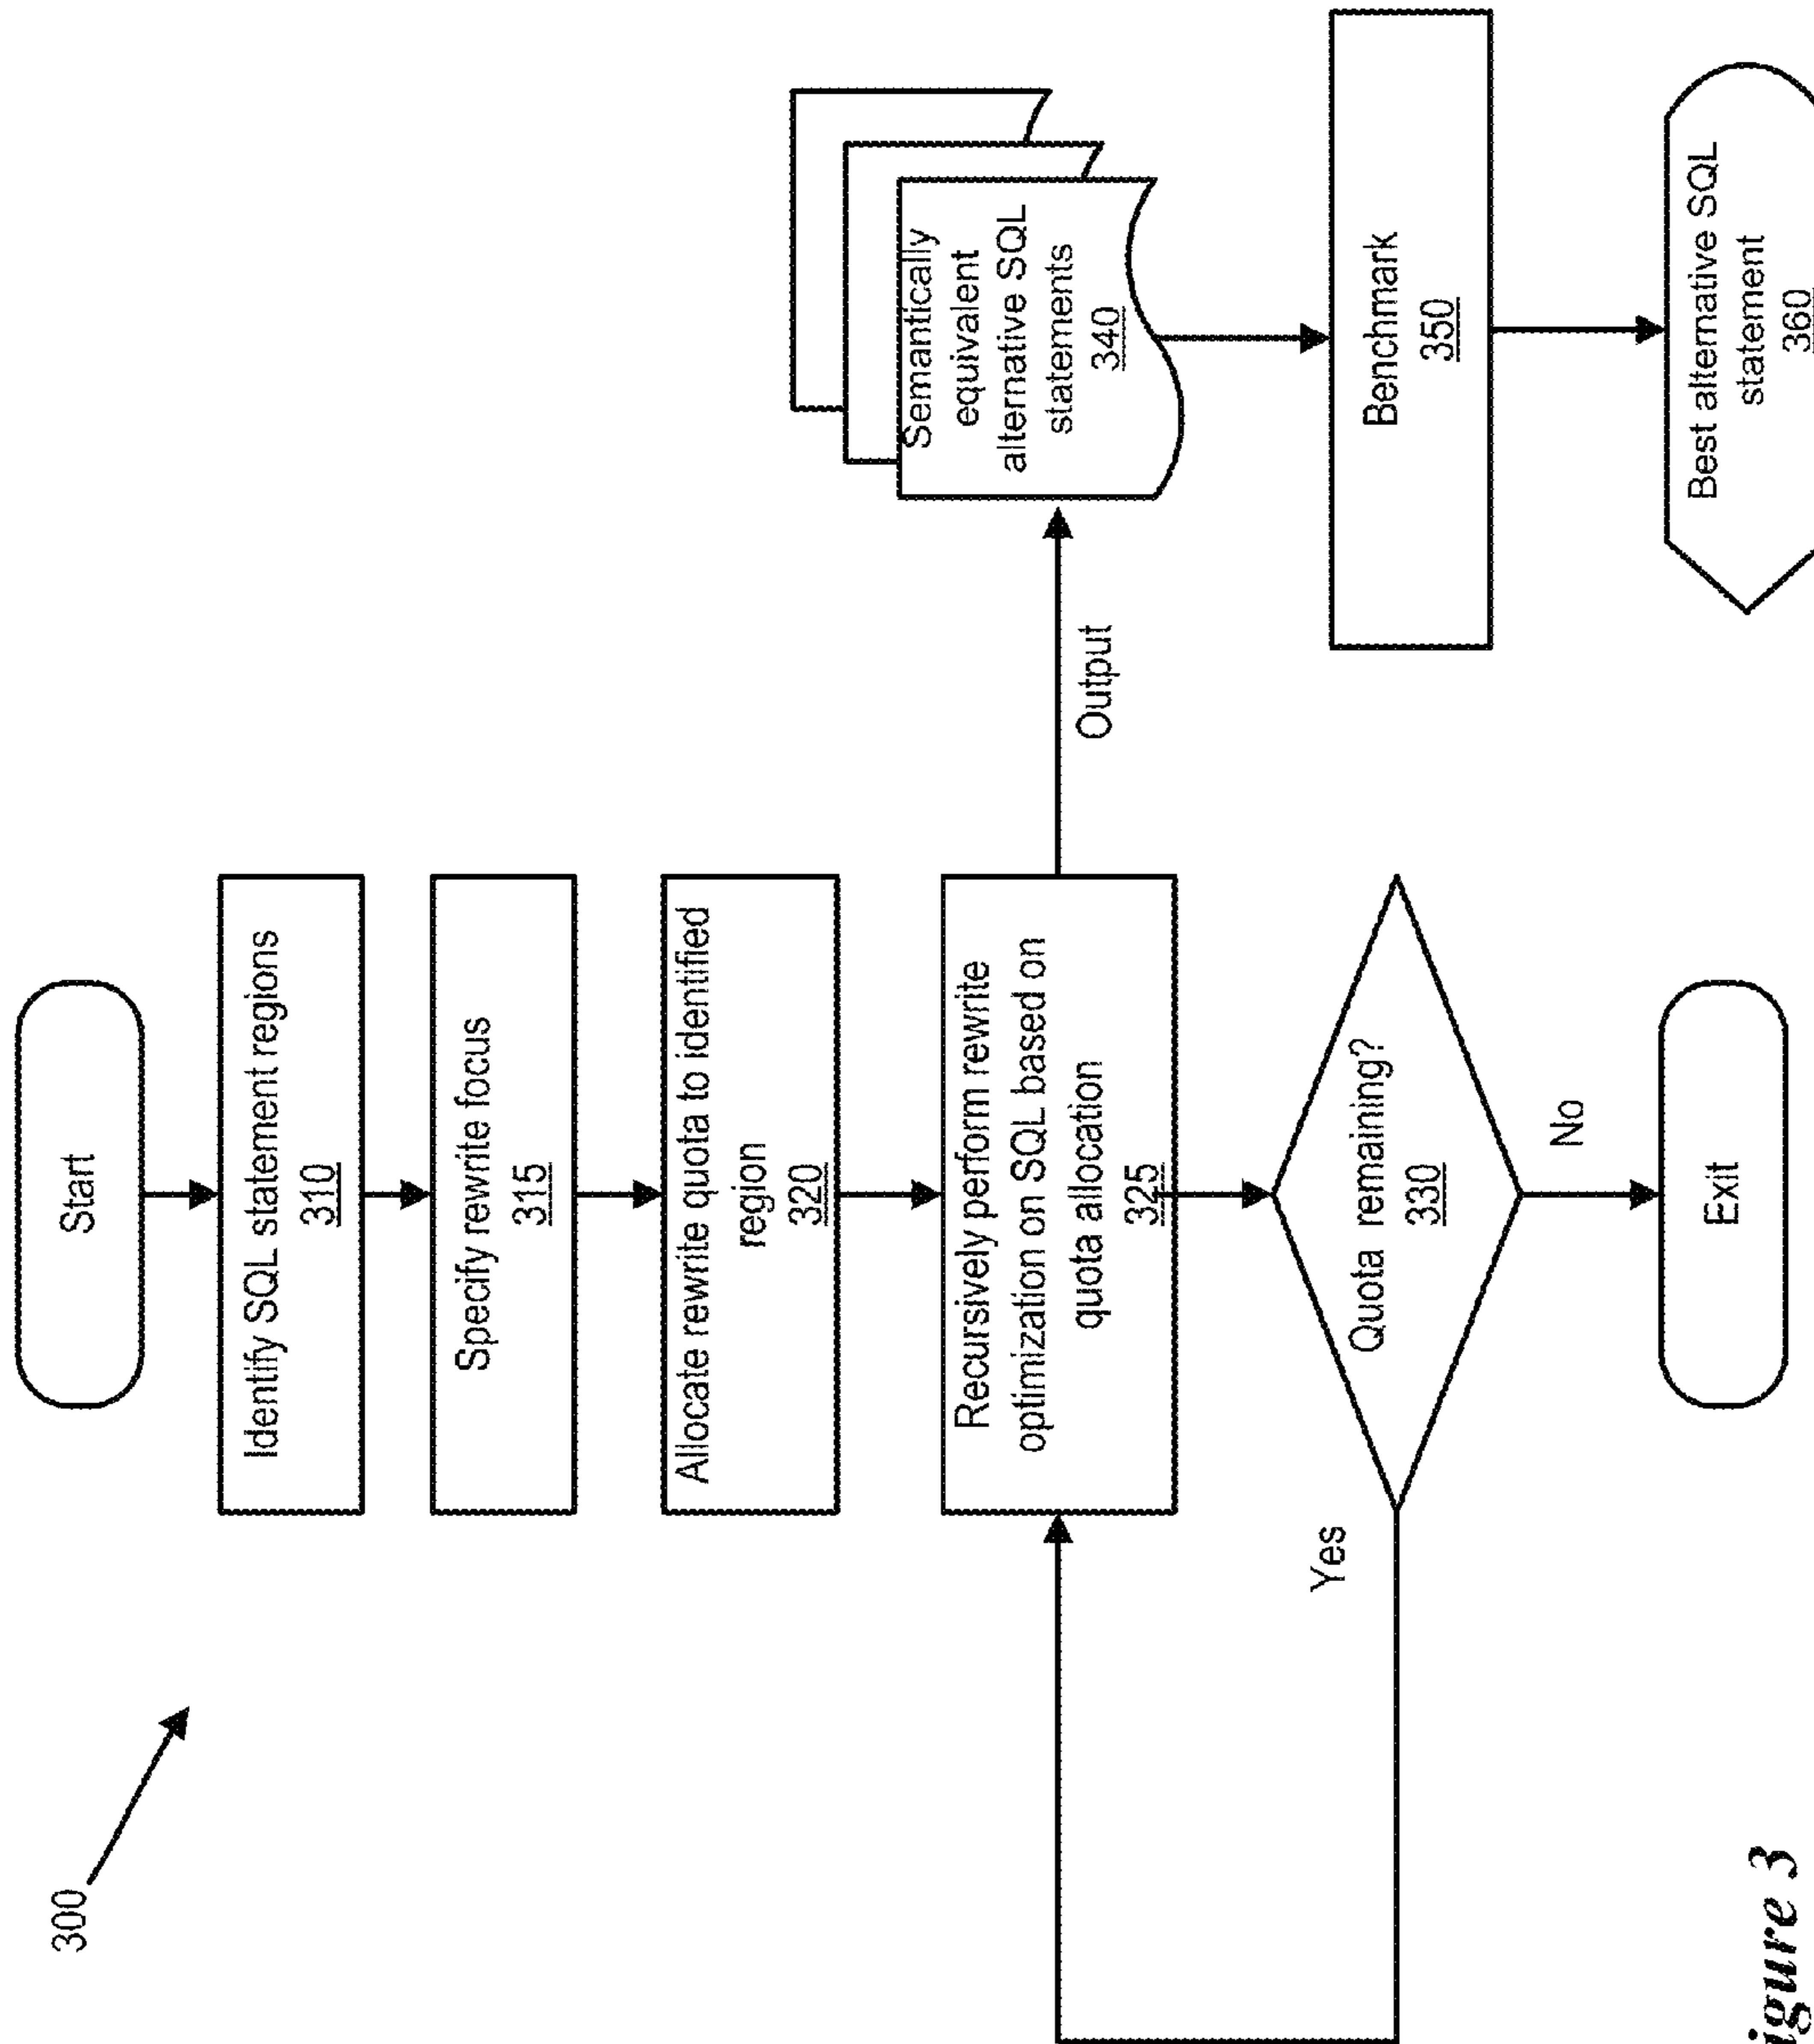 300
Start
Identify SQL statement regions
310
Specify rewrite focus
315
Allocate rewrite quota to identified
region
320
Recursively perform rewrite
optimization on SQL based on
quota allocation
325
Output
Semantically
equivalent
alternative SQL
statements
340
Quota remaining?
330
Yes
No
Exit
Benchmark
350
Best alternative SQL
statement
360
igure 3